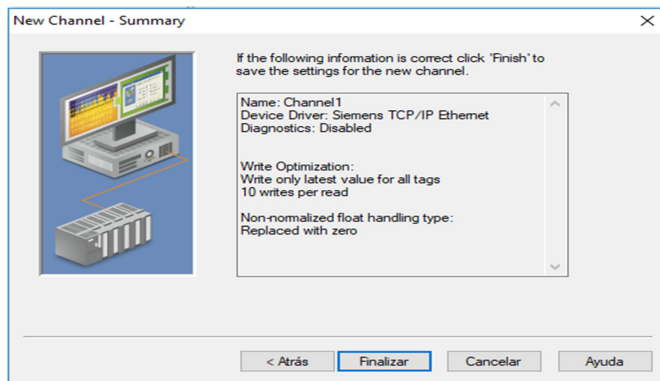 New Channel - Summary
If the following information is correct click 'Finish' to
save the settings for the new channel.
Name: Channel1
Device Driver: Siemens TCP/IP Ethernet
Diagnostics: Disabled
Write Optimization:
Write only latest value for all tags
10 writes per read
Non-normalized float handling type:
Replaced with zero
< Atrás
Finalizar
Cancelar
Ayuda